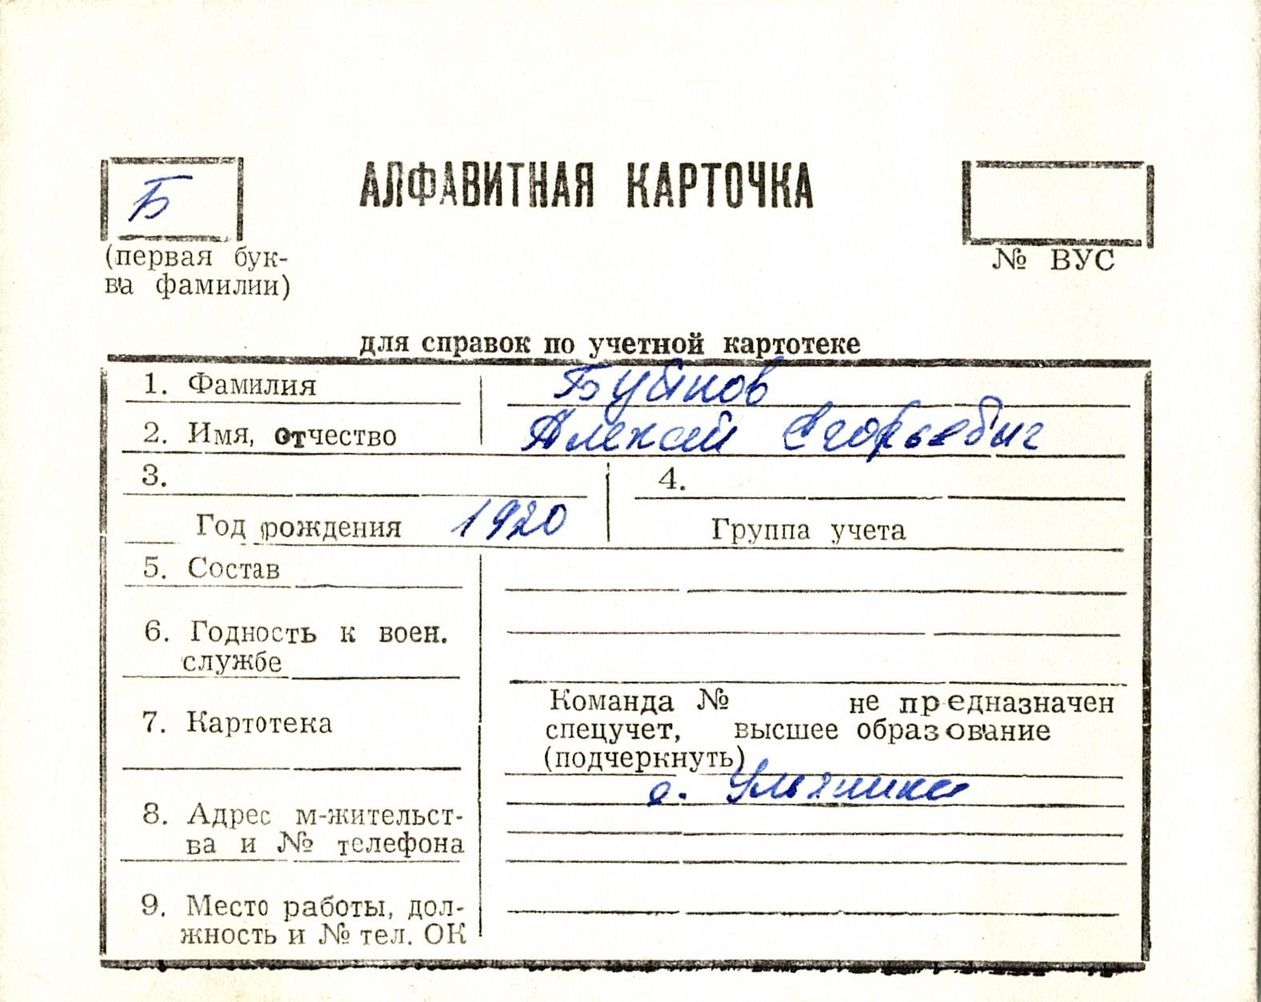 Б
АЛФАВИТНАЯ КАРТОЧКА
(первая бук-
ва фамилии)
№ ВУС
для справок по учетной картотеке
1. Фамилия
2. Имя, отчество Алексей Егорьевич
3.
4.
Год рождения 1920
Группа учета
5. Состав
6. Годность к воен.
службе
7. Картотека
Команда № не предназначен
спецучет, высшее образование
(подчеркнуть)
8. Адрес м-жительст-
ва и № телефона
9. Место работы, дол-
жность и № тел. ОК